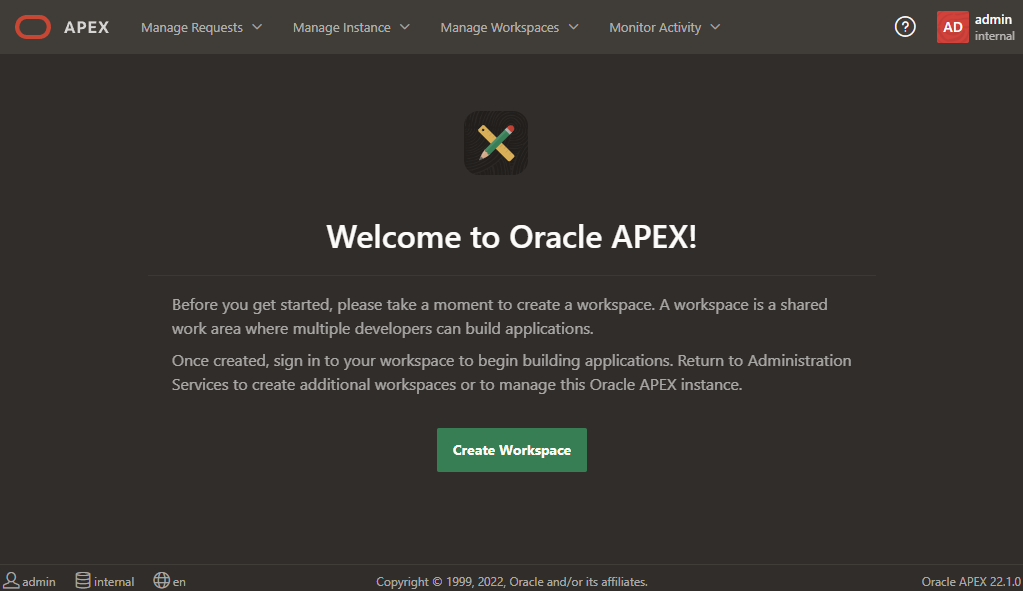 APEX Manage Requests Manage Instance Manage Workspaces Monitor Activity ? AD admin
internal
Welcome to Oracle APEX!
Before you get started, please take a moment to create a workspace. A workspace is a shared
work area where multiple developers can build applications.
Once created, sign in to your workspace to begin building applications. Return to Administration
Services to create additional workspaces or to manage this Oracle APEX instance.
Create Workspace
admin internal en Copyright © 1999, 2022, Oracle and/or its affiliates. Oracle APEX 22.1.0